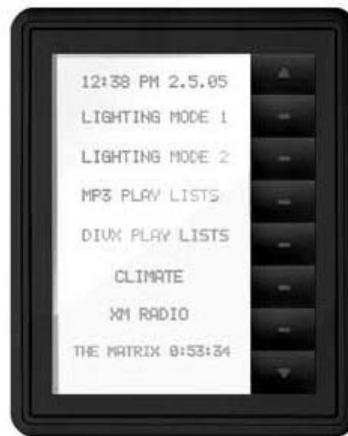 12:38 PM 2.5.05
LIGHTING MODE 1
LIGHTING MODE 2
MP3 PLAY LISTS
DIVX PLAY LISTS
CLIMATE
XM RADIO
THE MATRIX 0:53:34